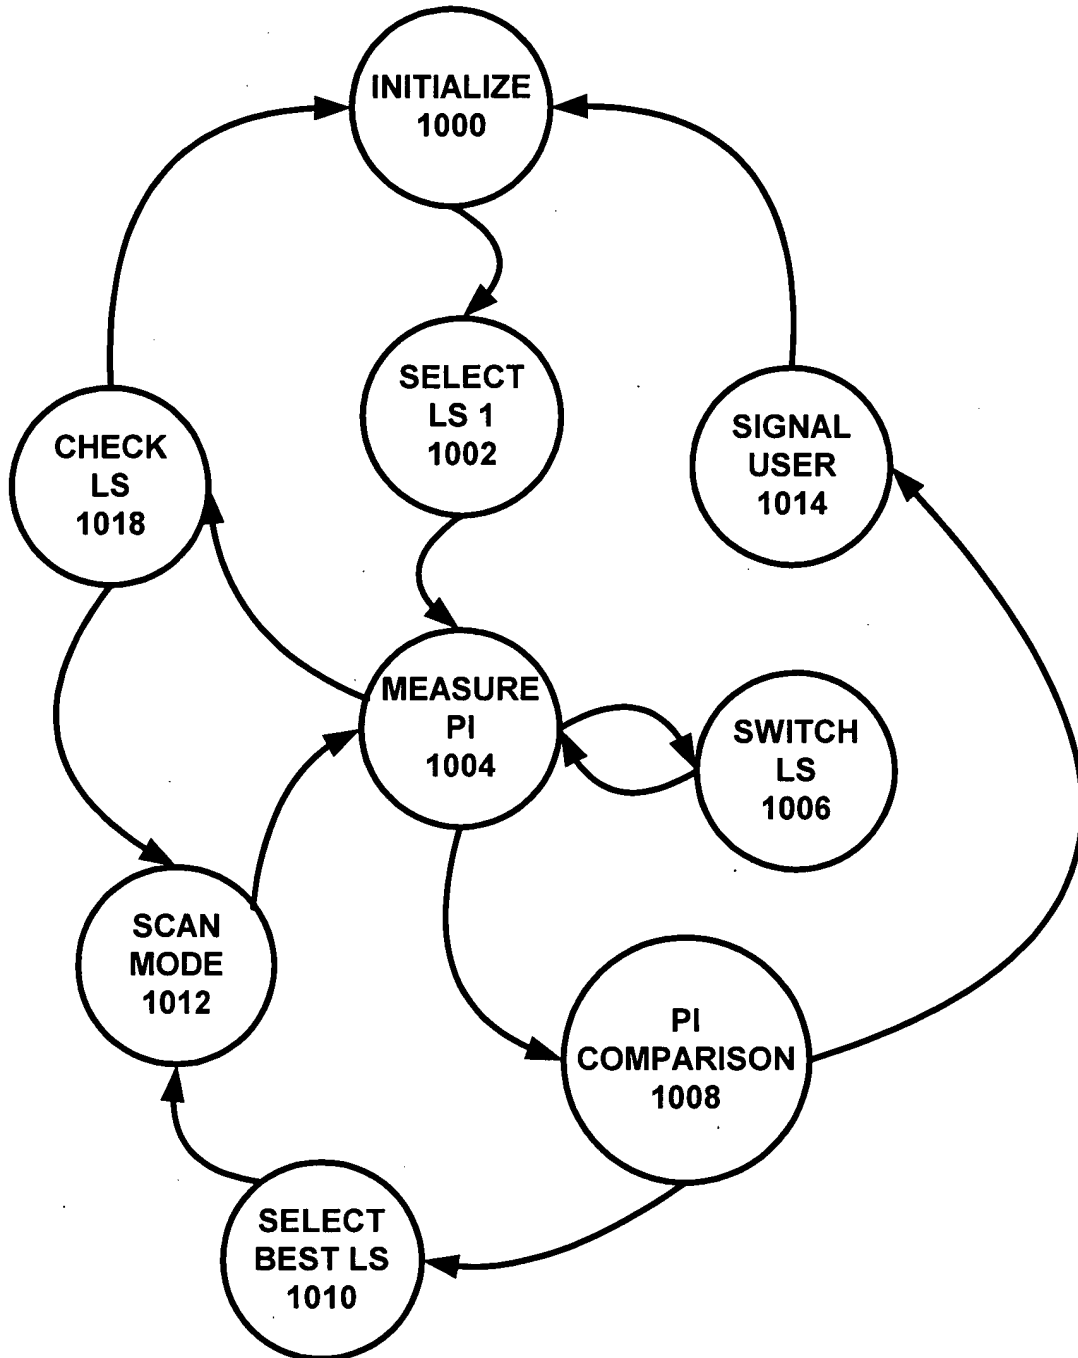 INITIALIZE
1000
SELECT
LS 1
1002
CHECK
LS
1018
SIGNAL
USER
1014
MEASURE
PI
1004
SWITCH
LS
1006
SCAN
MODE
1012
PI
COMPARISON
1008
SELECT
BEST LS
1010